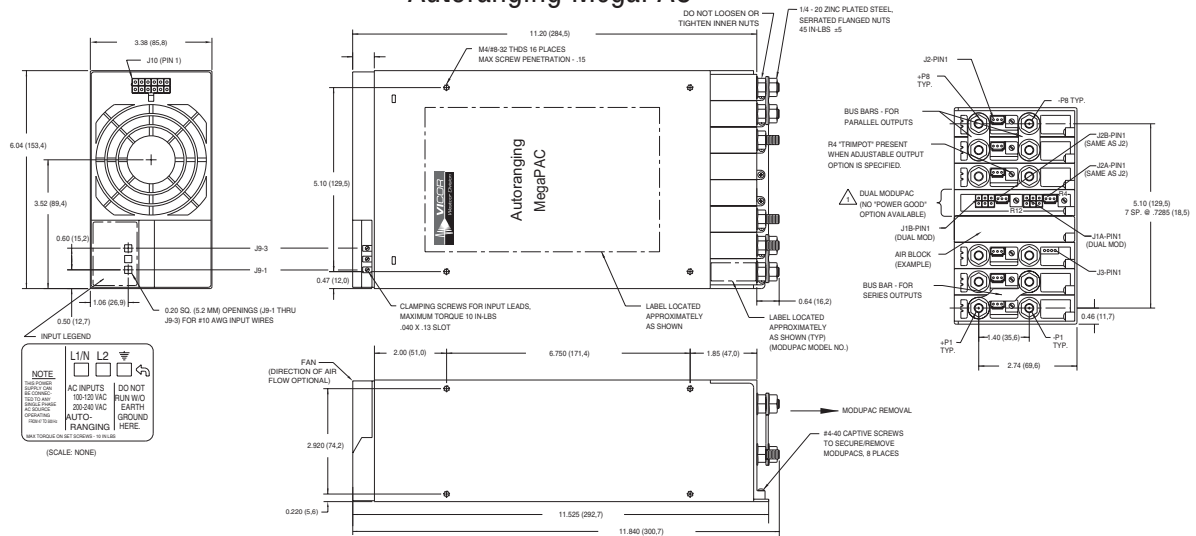 Autoranging MegaPAC
3.38 (85,8)
J10 (PIN 1)
6.04 (153,4)
3.52 (89,4)
0.60 (15,2)
J9-3
J9-1
1.06 (26,9)
0.50 (12,7)
0.20 SQ. (5.2 MM) OPENINGS (J9-1 THRU
J9-3) FOR #10 AWG INPUT WIRES
INPUT LEGEND
L1/N L2
NOTE
THIS POWER
SUPPLY CAN
BE CONNEC-
TED TO ANY
SINGLE PHASE
AC SOURCE
OPERATING
AC INPUTS
100-120 VAC
200-240 VAC
AUTO-
RANGING
DO NOT
RUN W/O
EARTH
GROUND
HERE.
MAX TORQUE ON SET SCREWS - 10 IN LBS
(SCALE: NONE)
11.20 (284,5)
M4/#8-32 THDS 16 PLACES
MAX SCREW PENETRATION - .15
DO NOT LOOSEN OR
TIGHTEN INNER NUTS
1/4 - 20 ZINC PLATED STEEL,
SERRATED FLANGED NUTS
45 IN-LBS ±5
5.10 (129,5)
VICOR
Westcor Division
Autoranging
MegaPAC
0.47 (12,0)
CLAMPING SCREWS FOR INPUT LEADS,
MAXIMUM TORQUE 10 IN-LBS
.040 X .13 SLOT
LABEL LOCATED
APPROXIMATELY
AS SHOWN
LABEL LOCATED
APPROXIMATELY
AS SHOWN (TYP)
(MODUPAC MODEL NO.)
0.64 (16,2)
J2-PIN1
+P8
TYP.
-P8 TYP.
BUS BARS - FOR
PARALLEL OUTPUTS
J2B-PIN1
(SAME AS J2)
R4 "TRIMPOT" PRESENT
WHEN ADJUSTABLE OUTPUT
OPTION IS SPECIFIED.
J2A-PIN1
(SAME AS J2)
1
DUAL MODUPAC
(NO "POWER GOOD"
OPTION AVAILABLE)
R4
R12
5.10 (129,5)
7 SP. @ .7285 (18,5)
J1B-PIN1
(DUAL MOD)
J1A-PIN1
(DUAL MOD)
AIR BLOCK
(EXAMPLE)
J3-PIN1
BUS BAR - FOR
SERIES OUTPUTS
0.46 (11,7)
+P1
TYP.
1.40 (35,6)
-P1
TYP.
2.74 (69,6)
FAN
(DIRECTION OF AIR
FLOW OPTIONAL)
2.00 (51,0)
6.750 (171,4)
1.85 (47,0)
2.920 (74,2)
MODUPAC REMOVAL
#4-40 CAPTIVE SCREWS
TO SECURE/REMOVE
MODUPACS, 8 PLACES
0.220 (5,6)
11.525 (292,7)
11.840 (300,7)